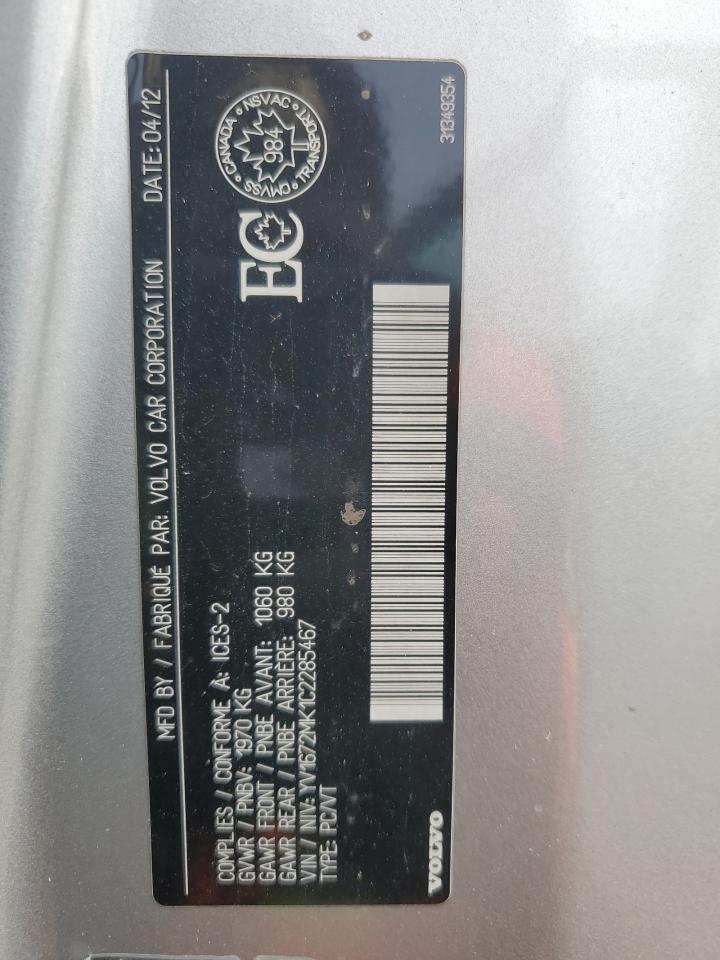 MFD BY / FABRIQUÉ PAR: VOLVO CAR CORPORATION DATE: 04/12
COMPLIES / CONFORME À: ICES-2
GVWR / PNBV: 1970 KG
GAWR FRONT / PNBE AVANT: 1060 KG
GAWR REAR / PNBE ARRIÈRE: 980 KG
VIN / NIV: YV1672MK1C2285467
TYPE: PC/VT
EC
CANADA • NSVAC • TRANSPORT • CMVSS •
984
VOLVO
31349354